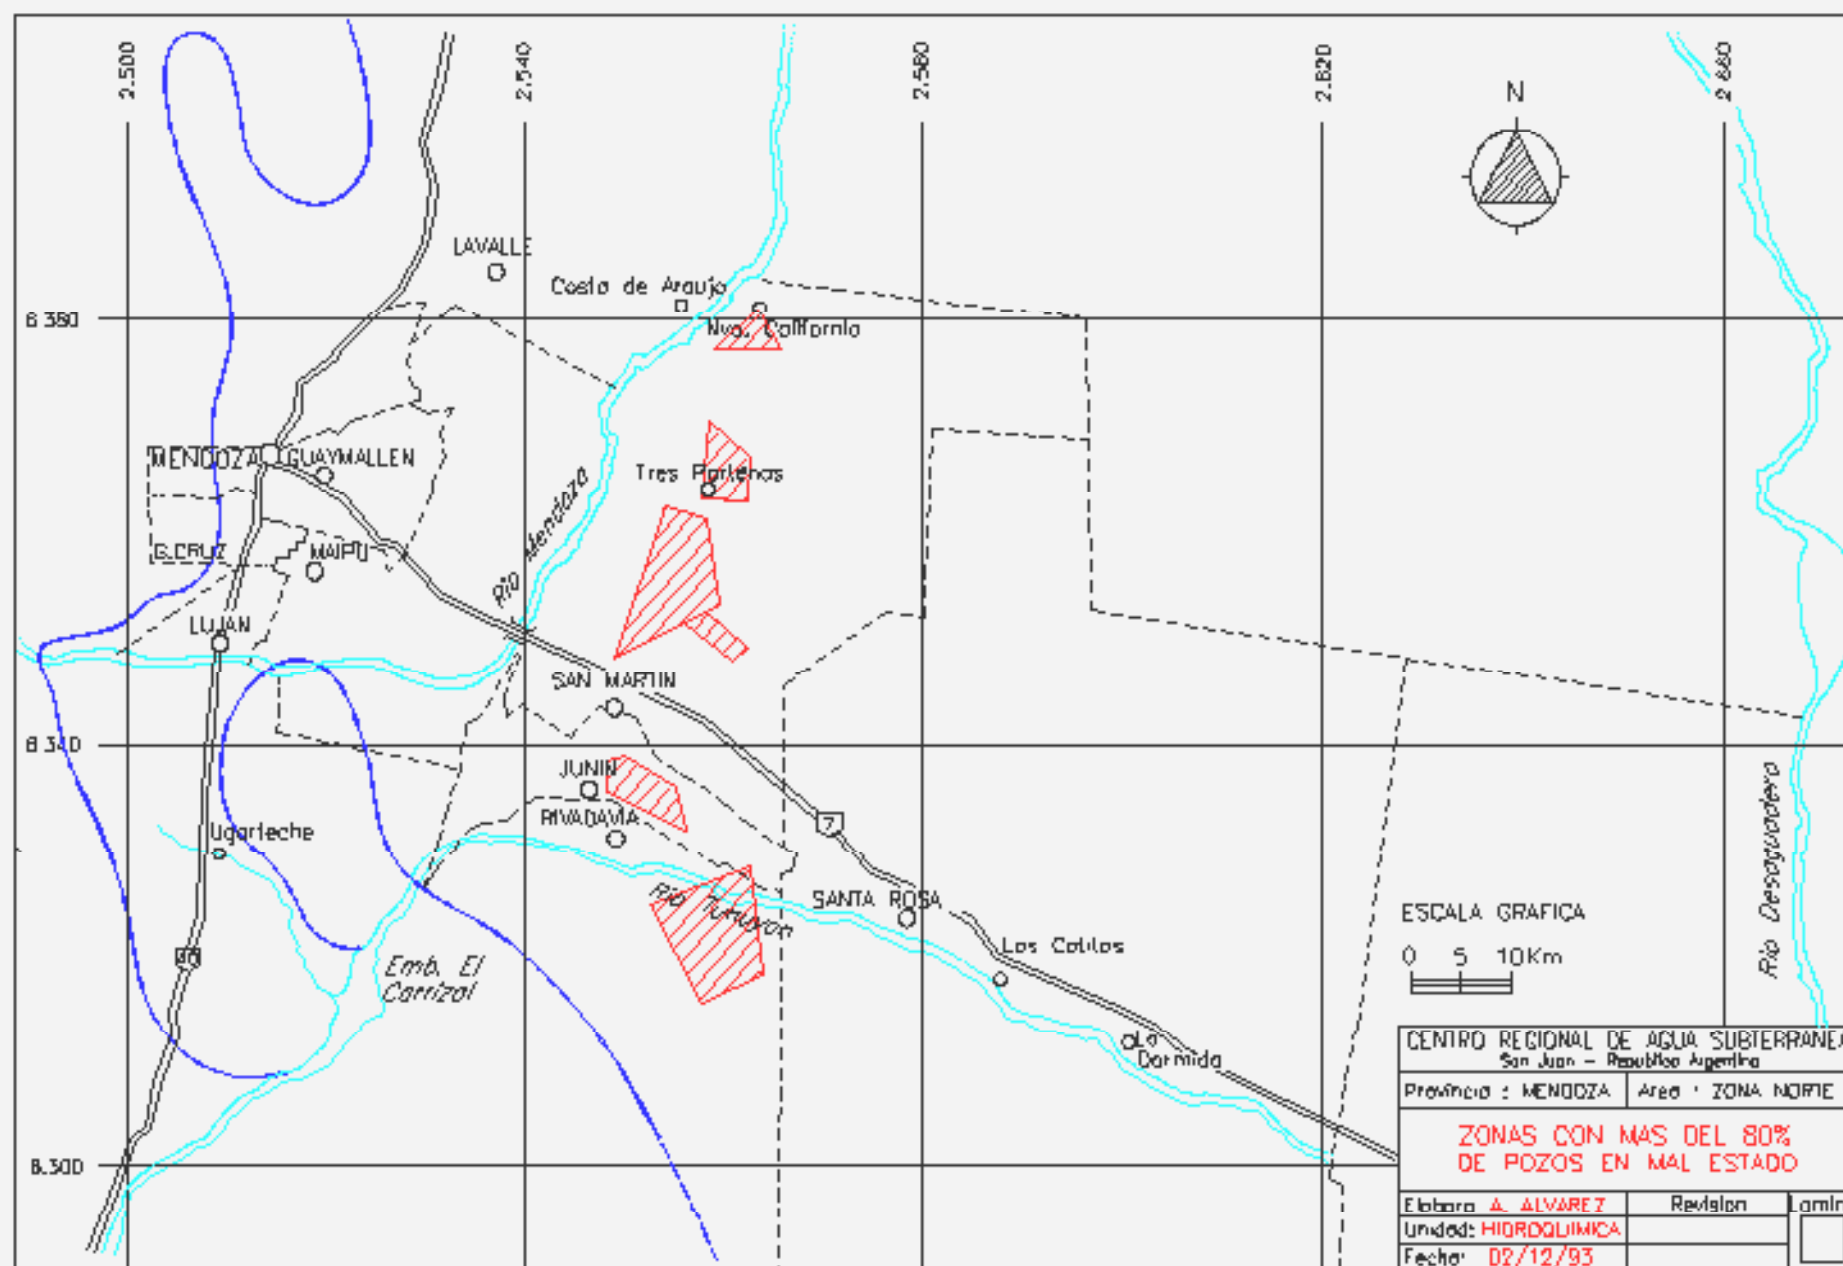 2.500
2.540
2.580
2.620
2.660
N
LAVALLE
Costa de Araujo
6.380
Nva. California
MENDOZA
GUAYMALLEN
Tres Porteñas
Rio Mendoza
G.CRUZ
MAIPU
LUJAN
SAN MARTIN
6.340
JUNIN
RIVADAVIA
7
Ugarteche
Rio Tunuyan
SANTA ROSA
Rio Desaguadero
ESCALA GRAFICA
0 5 10Km
Los Cotitos
Emb. El
Carrizal
40
La
Dormida
6.300
CENTRO REGIONAL DE AGUA SUBTERRANEA
San Juan - Republica Argentina
Provincia : MENDOZA
Area : ZONA NORTE
ZONAS CON MAS DEL 80%
DE POZOS EN MAL ESTADO
Elaboro A. ALVAREZ
Revision
Lamin
Unidad: HIDROQUIMICA
Fecha: 02/12/93